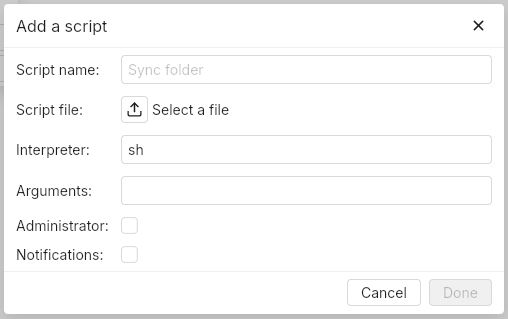 Add a script
Script name: Sync folder
Script file: Select a file
Interpreter: sh
Arguments:
Administrator:
Notifications:
Cancel Done